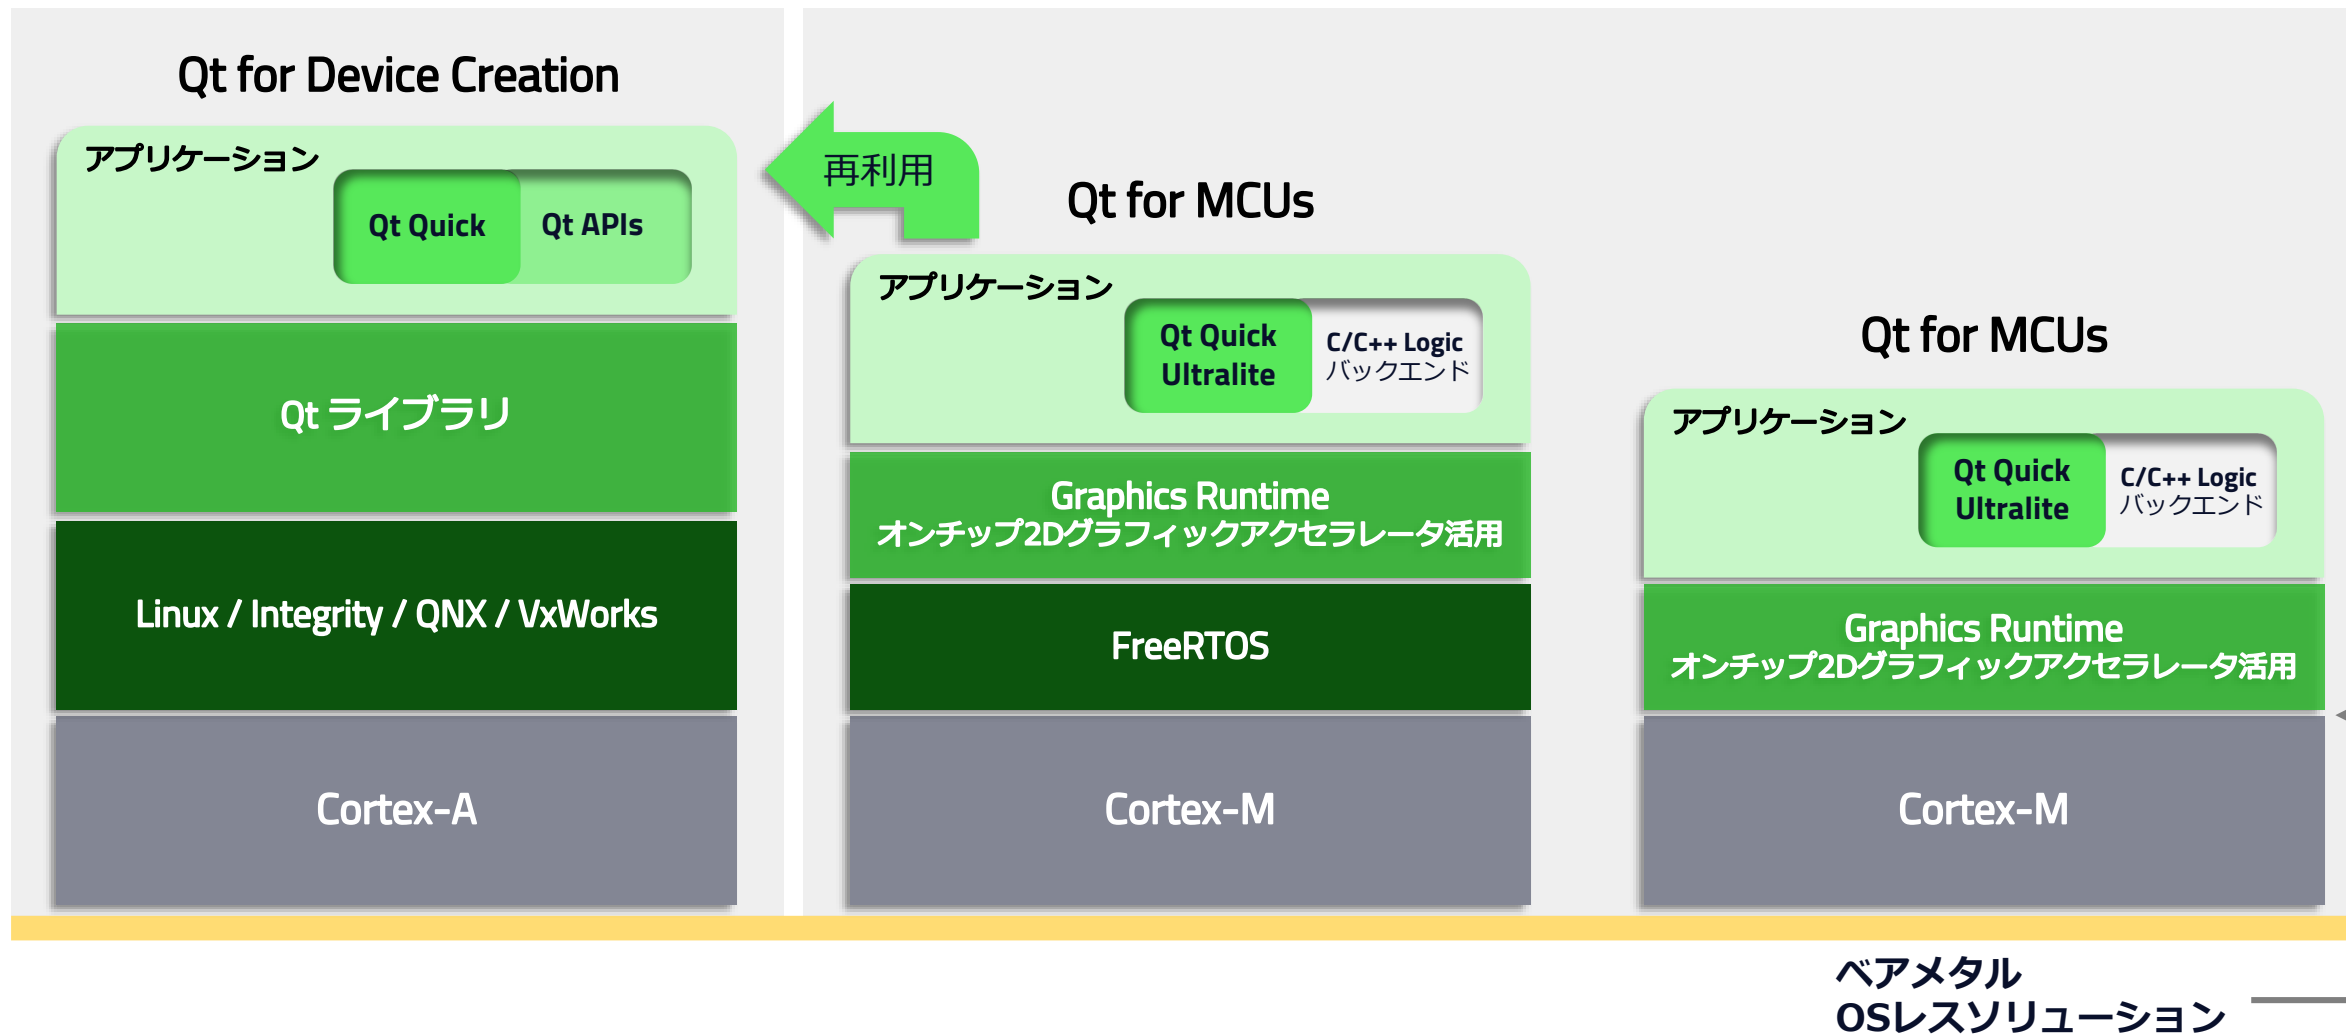 Qt for Device Creation
アプリケーション
Qt Quick
Qt APIs
Qt ライブラリ
Linux / Integrity / QNX / VxWorks
Cortex-A
再利用
Qt for MCUs
アプリケーション
Qt Quick
Ultralite
C/C++ Logic
バックエンド
Graphics Runtime
オンチップ2Dグラフィックアクセラレータ活用
FreeRTOS
Cortex-M
Qt for MCUs
アプリケーション
Qt Quick
Ultralite
C/C++ Logic
バックエンド
Graphics Runtime
オンチップ2Dグラフィックアクセラレータ活用
Cortex-M
ベアメタル
OSレスソリューション